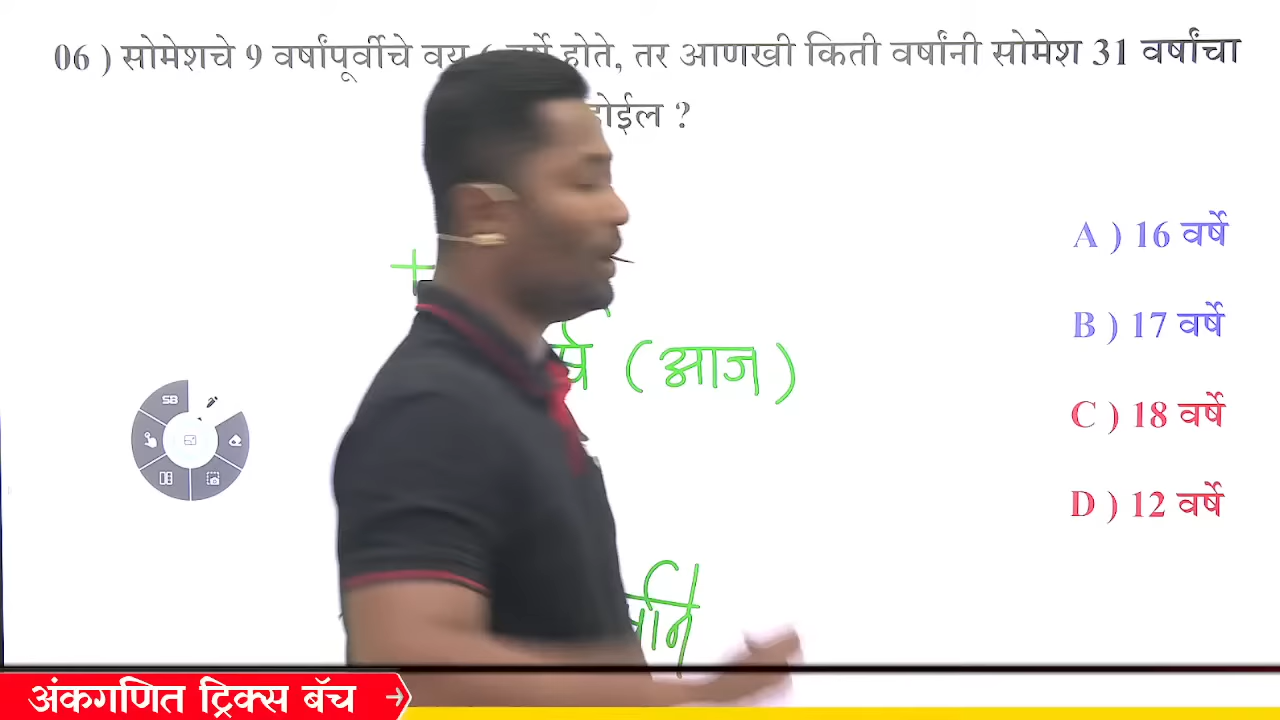 06 ) सोमेशचे 9 वर्षांपूर्वीचे वय होते, तर आणखी किती वर्षांनी सोमेश 31 वर्षांचा
होईल ?
+
A ) 16 वर्षे
B ) 17 वर्षे
(आज)
C ) 18 वर्षे
SB
D ) 12 वर्षे
अंकगणित ट्रिक्स बॅच